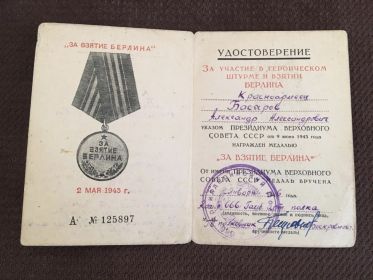 „ЗА ВЗЯТИЕ БЕРЛИНА“
ЗА
ВЗЯТИЕ
БЕРЛИНА
2 МАЯ 1945 г.
А № 125897
УДОСТОВЕРЕНИЕ
ЗА УЧАСТИЕ В ГЕРОИЧЕСКОМ
ШТУРМЕ И ВЗЯТИИ
БЕРЛИНА
Красноармеец
Александр Александрович
УКАЗОМ ПРЕЗИДИУМА ВЕРХОВНОГО
СОВЕТА СССР от 9 июня 1945 года
НАГРАЖДЕН МЕДАЛЬЮ
„ЗА ВЗЯТИЕ БЕРЛИНА“
От имени ПРЕЗИДИУМА ВЕРХОВНОГО
СОВЕТА СССР МЕДАЛЬ ВРУЧЕНА
полка